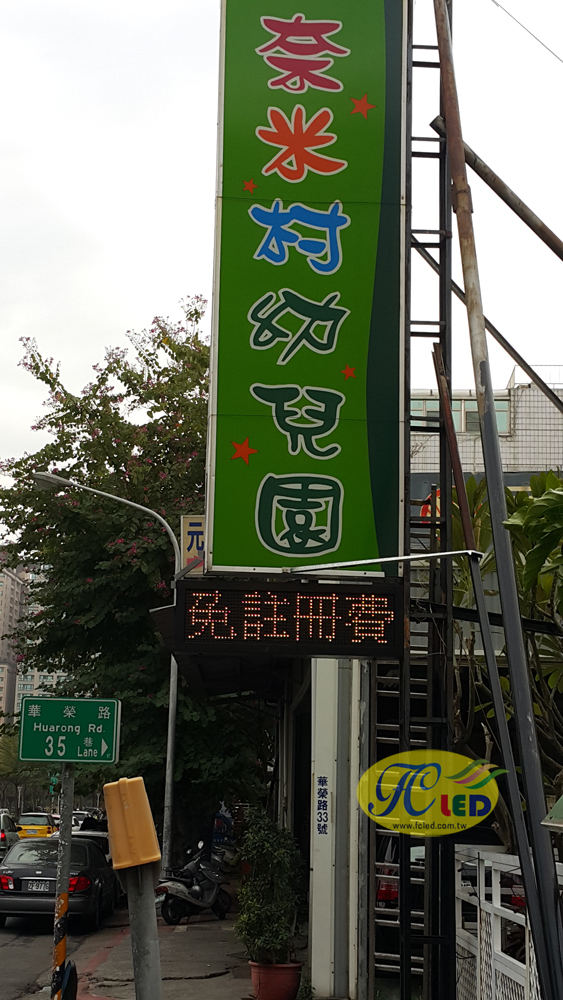 奈米村幼兒園
元
免註冊費
華榮路
Huarong Rd.
35 巷 Lane
華榮路33號
FC LED
www.fcled.com.tw